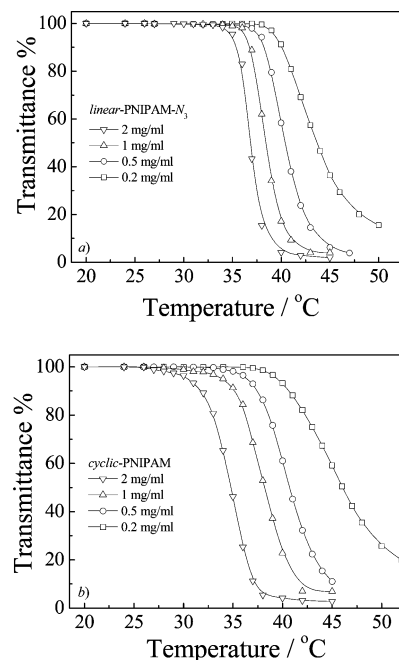 100
80
60
40
20
0
Transmittance %
linear-PNIPAM-N3
2 mg/ml
1 mg/ml
0.5 mg/ml
0.2 mg/ml
a)
20 25 30 35 40 45 50
Temperature / °C
100
80
60
40
20
0
Transmittance %
cyclic-PNIPAM
2 mg/ml
1 mg/ml
0.5 mg/ml
0.2 mg/ml
b)
20 25 30 35 40 45 50
Temperature / °C